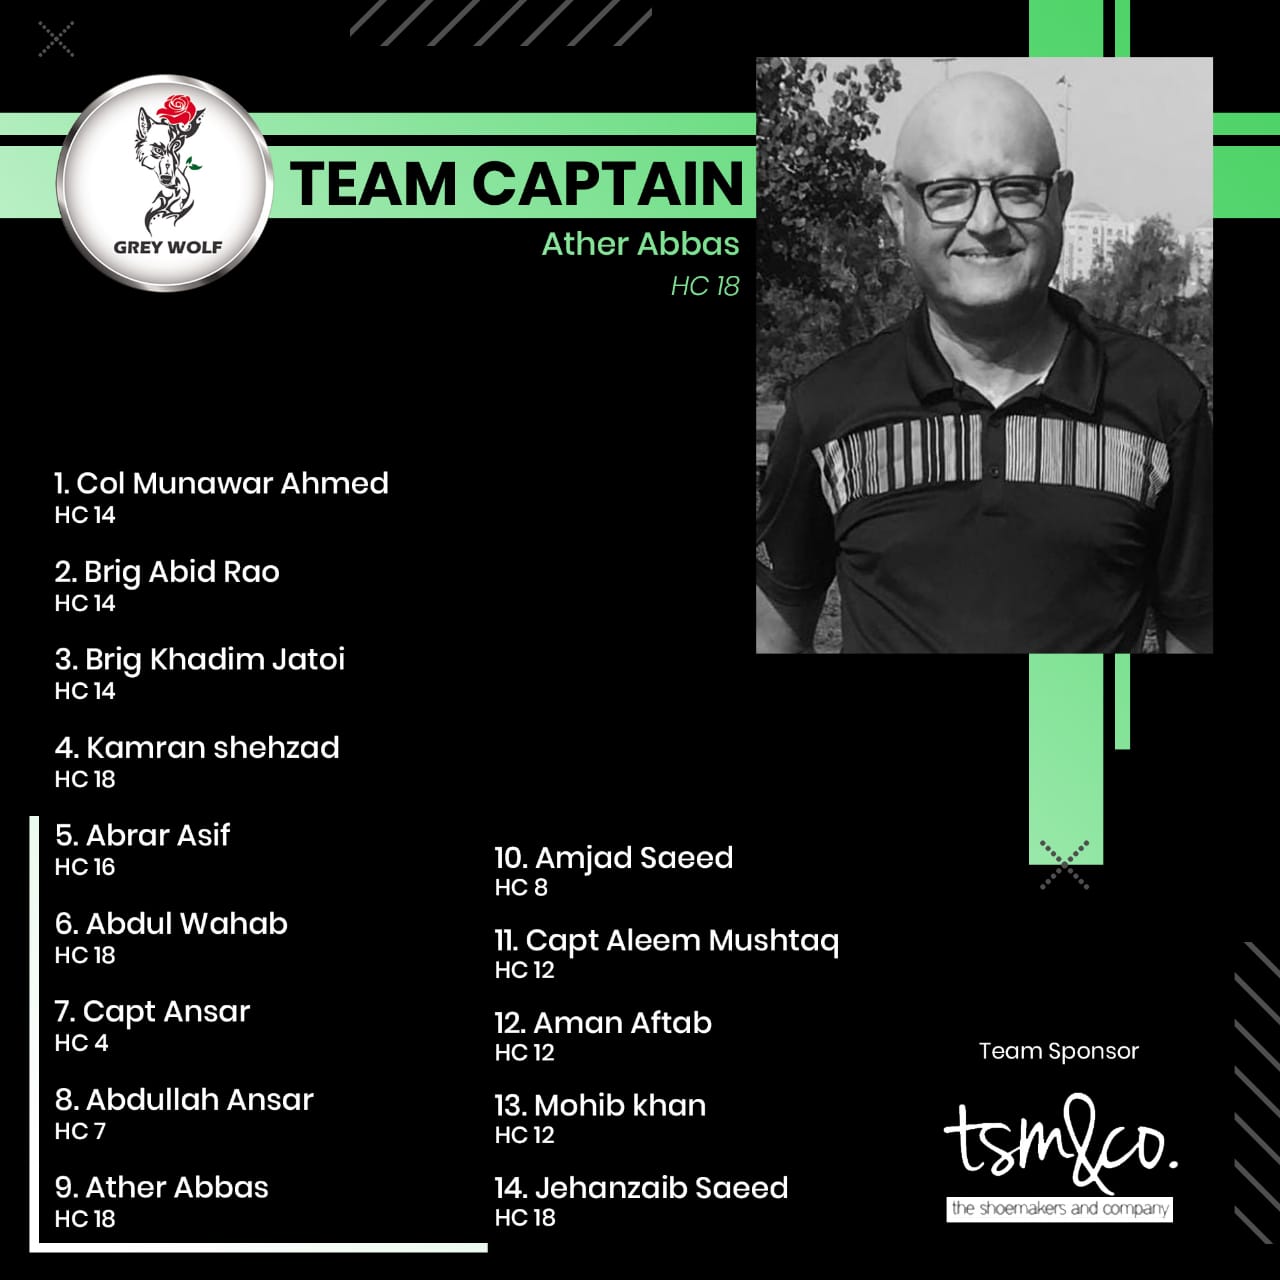 GREY WOLF
TEAM CAPTAIN
Ather Abbas
HC 18
1. Col Munawar Ahmed
HC 14
2. Brig Abid Rao
HC 14
3. Brig Khadim Jatoi
HC 14
4. Kamran shehzad
HC 18
5. Abrar Asif
HC 16
6. Abdul Wahab
HC 18
7. Capt Ansar
HC 4
8. Abdullah Ansar
HC 7
9. Ather Abbas
HC 18
10. Amjad Saeed
HC 8
11. Capt Aleem Mushtaq
HC 12
12. Aman Aftab
HC 12
13. Mohib khan
HC 12
14. Jehanzaib Saeed
HC 18
Team Sponsor
tsm&co.
the shoemakers and company